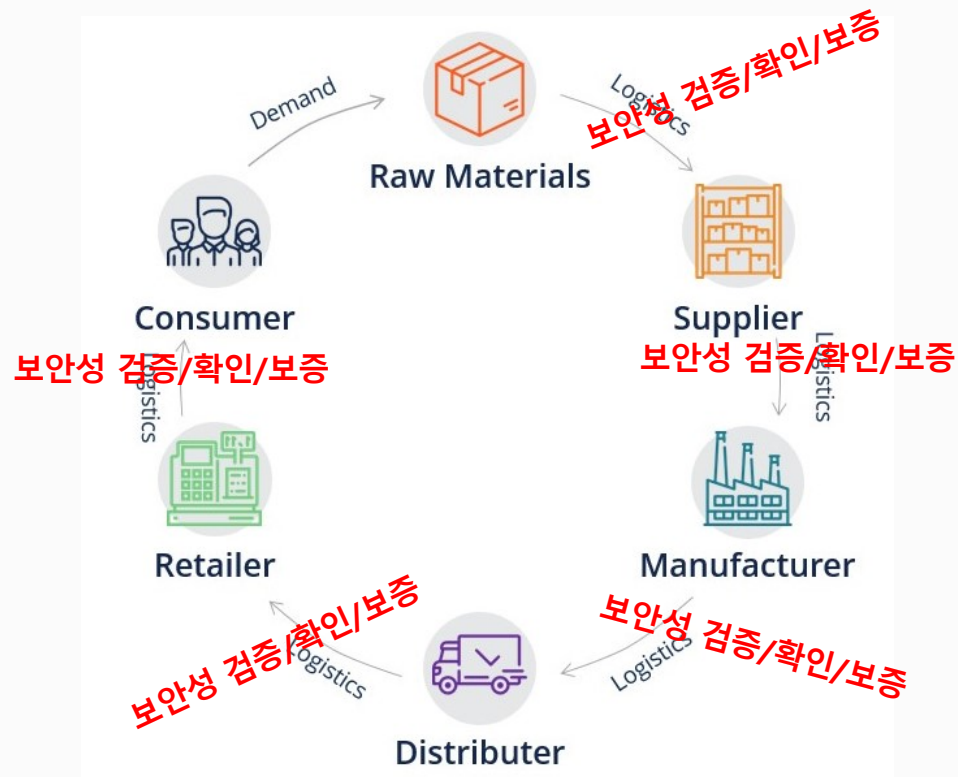 Demand
Logistics
보안성 검증/확인/보증
Raw Materials
Consumer
Supplier
Logistics
보안성 검증/확인/보증
Logistics
보안성 검증/확인/보증
Retailer
Manufacturer
Logistics
보안성 검증/확인/보증
Logistics
보안성 검증/확인/보증
Distributer